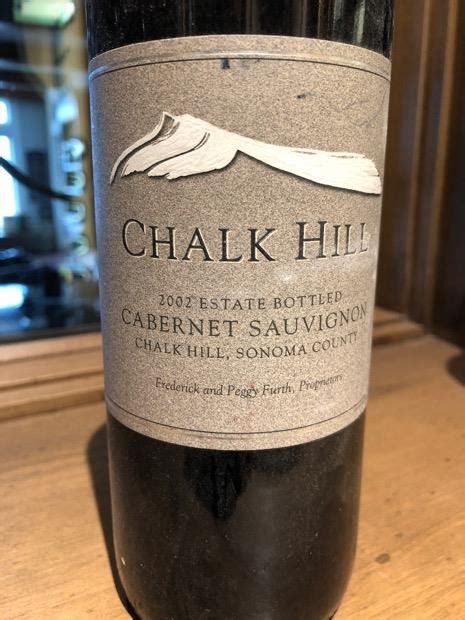 CHALK HILL
2002 ESTATE BOTTLED
CABERNET SAUVIGNON
CHALK HILL, SONOMA COUNTY
Frederick and Peggy Furth, Proprietors